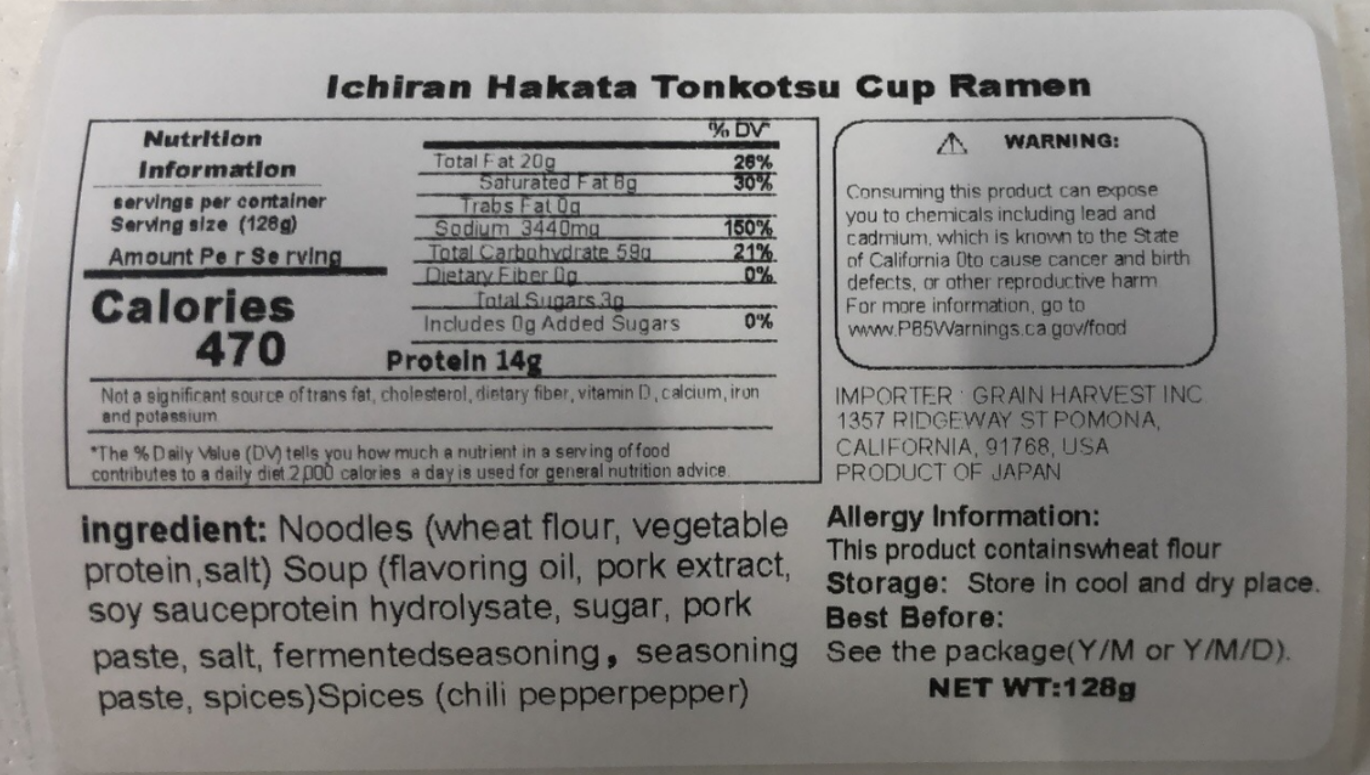 Ichiran Hakata Tonkotsu Cup Ramen
Nutrition
Information
servings per container
Serving size (128g)
Amount Pe r Se rving
Calories
470
% DV*
Total Fat 20g 26%
Saturated Fat 8g 30%
Trabs Fat 0g
Sodium 3440mg 150%
Total Carbohydrate 59g 21%
Dietary Fiber 0g 0%
Total Sugars 3g
Includes 0g Added Sugars 0%
Protein 14g
Not a significant source of trans fat, cholesterol, dietary fiber, vitamin D, calcium, iron
and potassium
*The % Daily Value (DV) tells you how much a nutrient in a serving of food
contributes to a daily diet 2,000 calories a day is used for general nutrition advice.
⚠ WARNING:
Consuming this product can expose
you to chemicals including lead and
cadmium, which is known to the State
of California 0to cause cancer and birth
defects, or other reproductive harm
For more information, go to
www.P65Warnings.ca.gov/food
IMPORTER : GRAIN HARVEST INC.
1357 RIDGEWAY ST POMONA,
CALIFORNIA, 91768, USA
PRODUCT OF JAPAN
ingredient: Noodles (wheat flour, vegetable
protein,salt) Soup (flavoring oil, pork extract,
soy sauceprotein hydrolysate, sugar, pork
paste, salt, fermentedseasoning，seasoning
paste, spices)Spices (chili pepperpepper)
Allergy Information:
This product containswheat flour
Storage: Store in cool and dry place.
Best Before:
See the package(Y/M or Y/M/D).
NET WT:128g